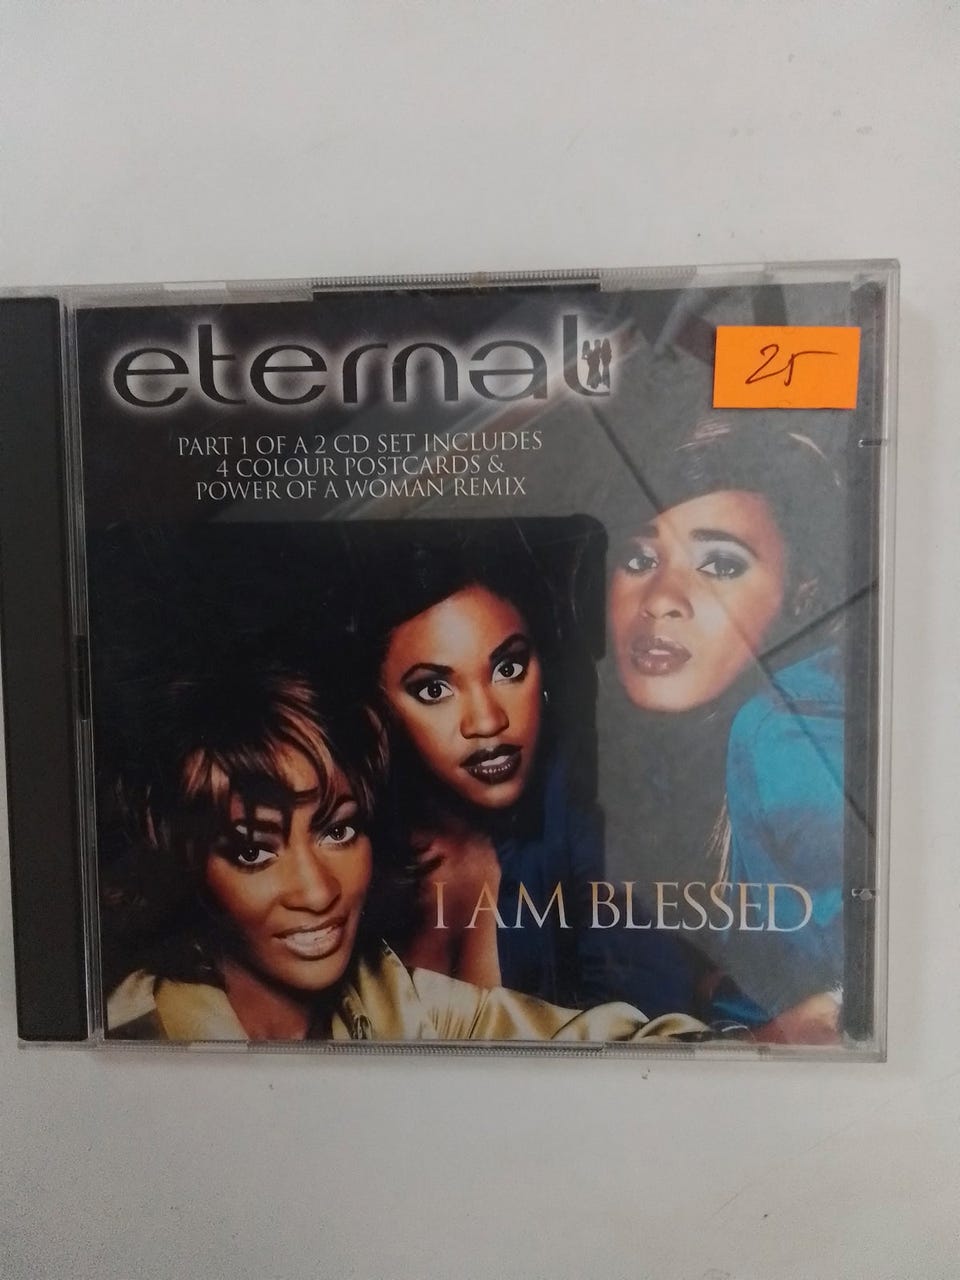 eternal
25
PART 1 OF A 2 CD SET INCLUDES
4 COLOUR POSTCARDS &
POWER OF A WOMAN REMIX
I AM BLESSED